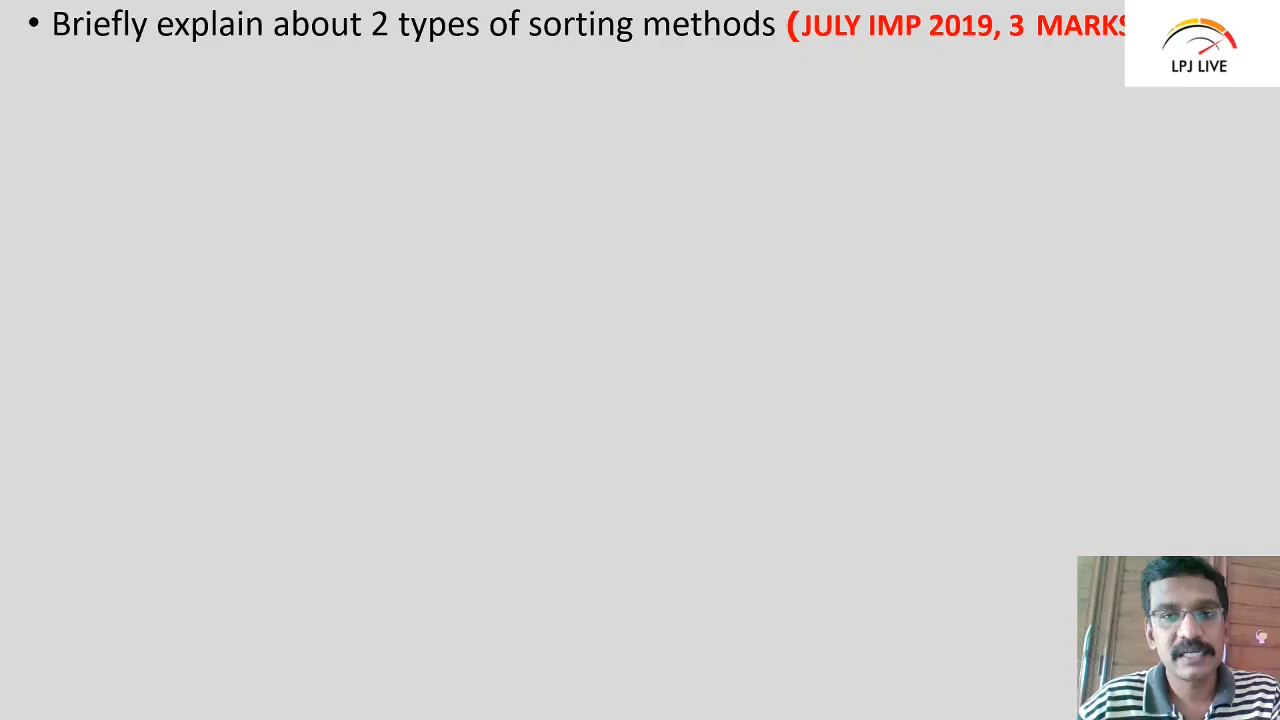 • Briefly explain about 2 types of sorting methods (JULY IMP 2019, 3 MARKS
LPJ LIVE